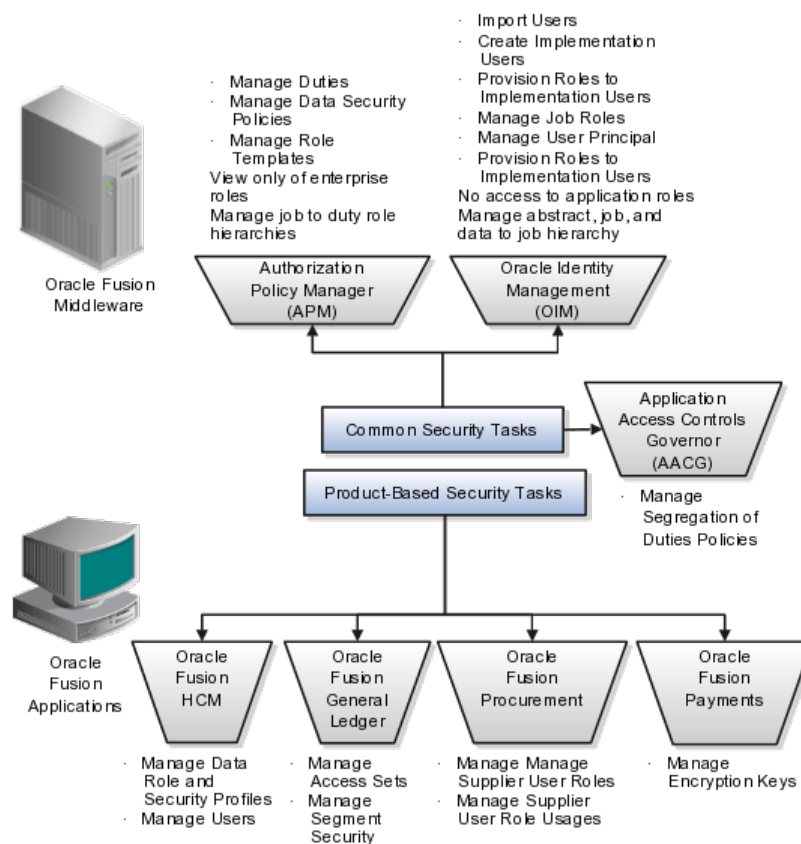 · Import Users
· Create Implementation
Users
· Provision Roles to
Implementation Users
· Manage Job Roles
· Manage User Principal
· Provision Roles to
Implementation Users
No access to application roles
Manage abstract, job, and
data to job hierarchy
· Manage Duties
· Manage Data Security
Policies
· Manage Role
Templates
View only of enterprise
roles
Manage job to duty role
hierarchies
Oracle Fusion
Middleware
Authorization
Policy Manager
(APM)
Oracle Identity
Management
(OIM)
Common Security Tasks
Application
Access Controls
Governor
(AACG)
· Manage
Segregation of
Duties Policies
Product-Based Security Tasks
Oracle
Fusion
Applications
Oracle
Fusion
HCM
Oracle
Fusion
General
Ledger
Oracle
Fusion
Procurement
Oracle
Fusion
Payments
· Manage Data
Role and
Security Profiles
· Manage Users
· Manage
Access Sets
· Manage
Segment
Security
· Manage Manage
Supplier User Roles
· Manage Supplier
User Role Usages
· Manage
Encryption Keys